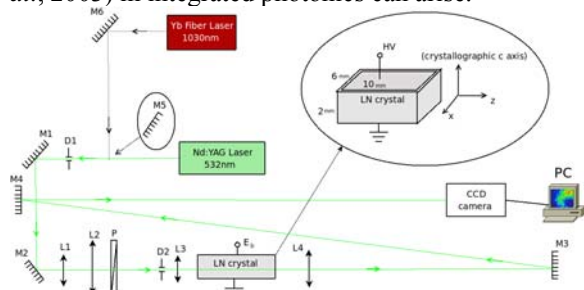 al., 2003) in integrated photonics can arise.
M6
Yb Fiber Laser
1030nm
HV
(crystallographic c axis)
6mm
10mm
LN crystal
2mm
z
x
M5
M1
D1
Nd:YAG Laser
532nm
M4
CCD
camera
PC
M2
L1
L2
P
D2
L3
E0
LN crystal
L4
M3